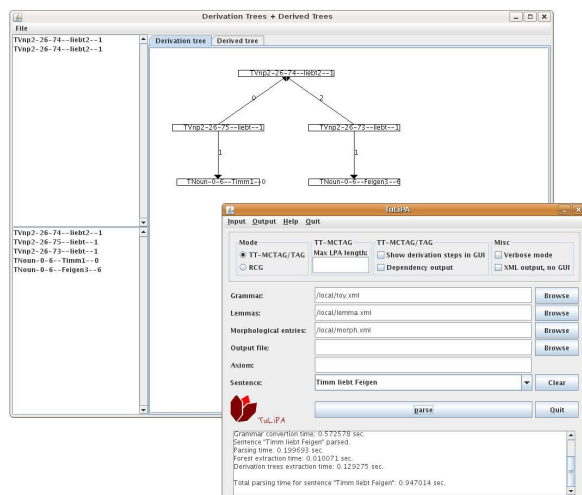 Derivation Trees + Derived Trees
File
TVnp2-26-74--liebt2--1
TVnp2-26-74--liebt2--1
Derivation tree Derived tree
TVnp2-26-74--liebt2--1
0 2
TVnp2-26-75--liebt--1 TVnp2-26-73--liebt--1
1 1
TNoun-0-6--Timm1--0 TNoun-0-6--Feigen3--6
TVnp2-26-74--liebt2--1
TVnp2-26-75--liebt--1
TVnp2-26-73--liebt--1
TNoun-0-6--Timm1--0
TNoun-0-6--Feigen3--6
TuLiPA
Input Output Help Quit
Mode TT-MCTAG TT-MCTAG/TAG Misc
TT-MCTAG/TAG Max LPA length: Show derivation steps in GUI Verbose mode
RCG Dependency output XML output, no GUI
Grammar: /local/toy.xml Browse
Lemmas: /local/lemma.xml Browse
Morphological entries: /local/morph.xml Browse
Output file: Browse
Axiom:
Sentence: Timm liebt Feigen Clear
TuLiPA parse Quit
Grammar convertion time: 0.572578 sec.
Sentence "Timm liebt Feigen" parsed.
Parsing time: 0.199693 sec.
Forest extraction time: 0.010071 sec.
Derivation trees extraction time: 0.129275 sec.
Total parsing time for sentence "Timm liebt Feigen": 0.947014 sec.